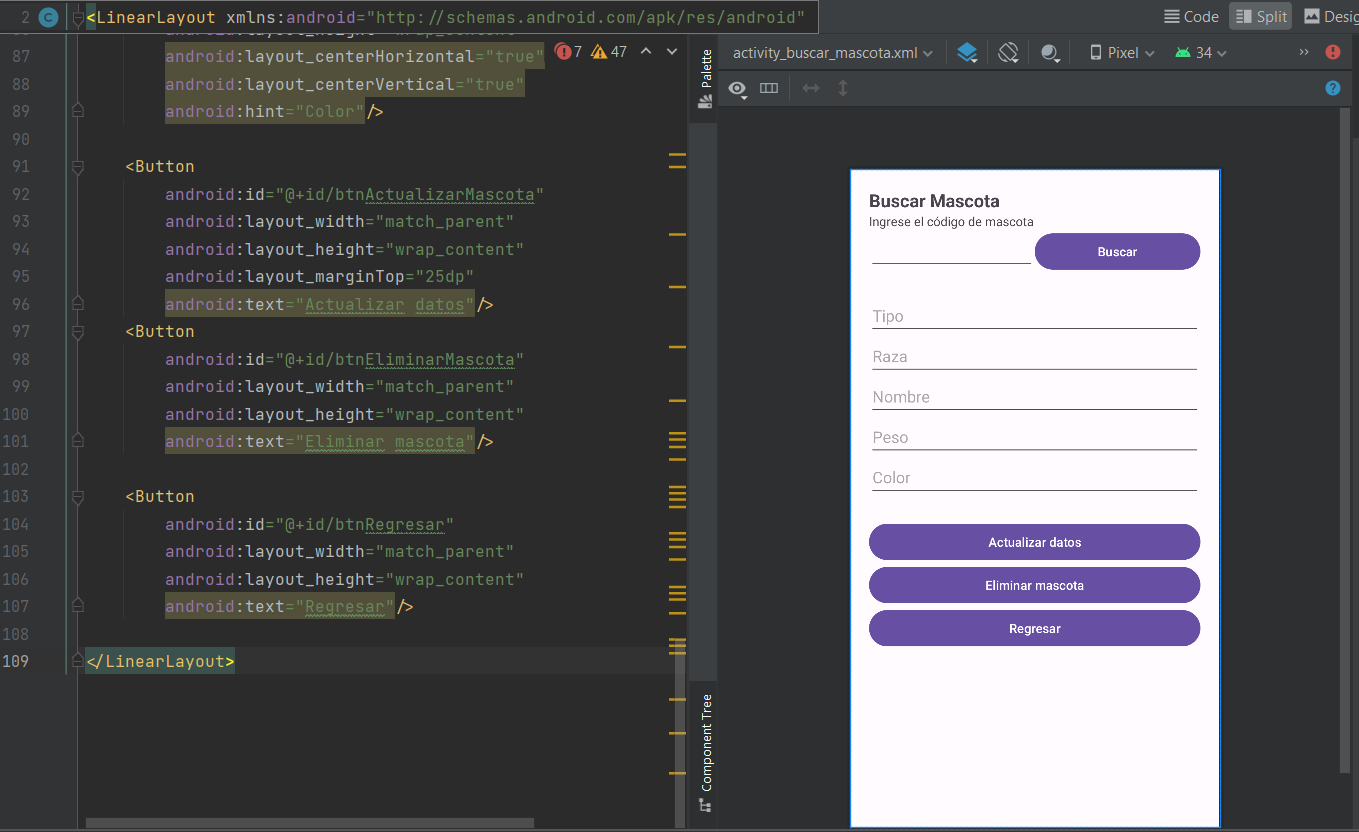 2 C <LinearLayout xmlns:android="http://schemas.android.com/apk/res/android"
Code Split Desig
87 android:layout_centerHorizontal="true"
7 47
88 android:layout_centerVertical="true"
89 android:hint="Color"/>
90
91 <Button
92 android:id="@+id/btnActualizarMascota"
93 android:layout_width="match_parent"
94 android:layout_height="wrap_content"
95 android:layout_marginTop="25dp"
96 android:text="Actualizar datos"/>
97 <Button
98 android:id="@+id/btnEliminarMascota"
99 android:layout_width="match_parent"
100 android:layout_height="wrap_content"
101 android:text="Eliminar mascota"/>
102
103 <Button
104 android:id="@+id/btnRegresar"
105 android:layout_width="match_parent"
106 android:layout_height="wrap_content"
107 android:text="Regresar"/>
108
109 </LinearLayout>
Palette
Component Tree
activity_buscar_mascota.xml Pixel 34
Buscar Mascota
Ingrese el código de mascota
Buscar
Tipo
Raza
Nombre
Peso
Color
Actualizar datos
Eliminar mascota
Regresar